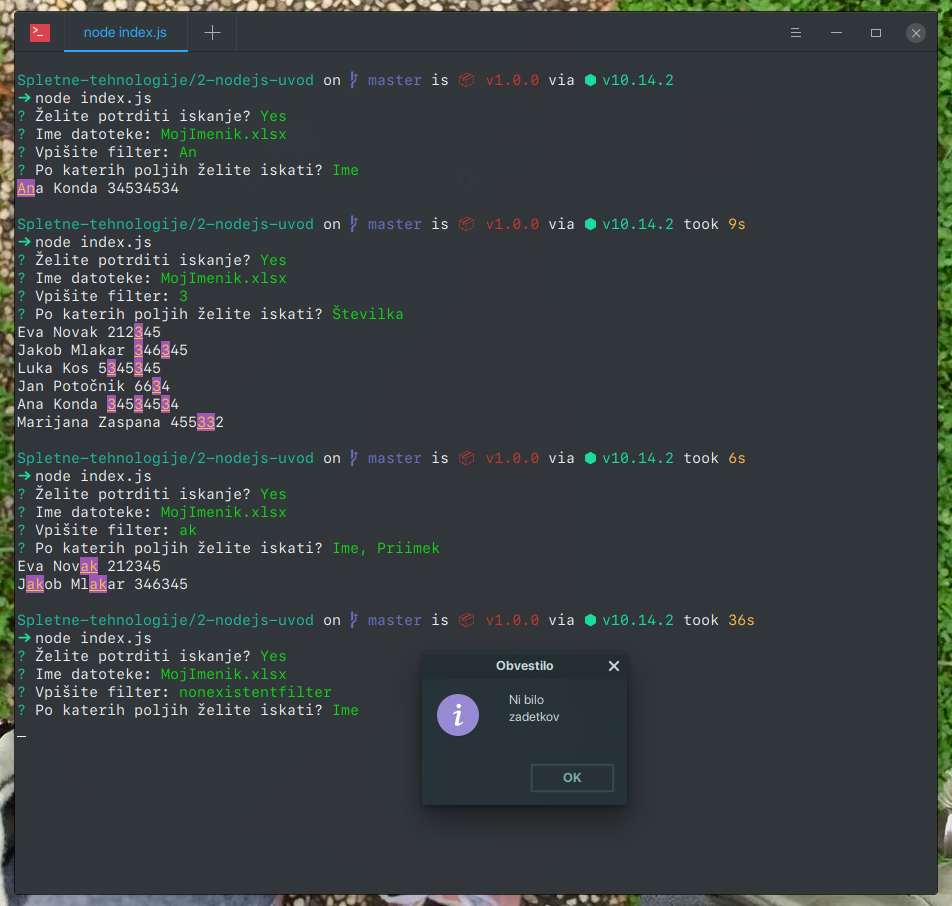 node index.js
Spletne-tehnologije/2-nodejs-uvod on master is v1.0.0 via v10.14.2
→ node index.js
? Želite potrditi iskanje? Yes
? Ime datoteke: MojImenik.xlsx
? Vpišite filter: An
? Po katerih poljih želite iskati? Ime
Ana Konda 34534534
Spletne-tehnologije/2-nodejs-uvod on master is v1.0.0 via v10.14.2 took 9s
→ node index.js
? Želite potrditi iskanje? Yes
? Ime datoteke: MojImenik.xlsx
? Vpišite filter: 3
? Po katerih poljih želite iskati? Številka
Eva Novak 212345
Jakob Mlakar 346345
Luka Kos 5345345
Jan Potočnik 6634
Ana Konda 34534534
Marijana Zaspana 455332
Spletne-tehnologije/2-nodejs-uvod on master is v1.0.0 via v10.14.2 took 6s
→ node index.js
? Želite potrditi iskanje? Yes
? Ime datoteke: MojImenik.xlsx
? Vpišite filter: ak
? Po katerih poljih želite iskati? Ime, Priimek
Eva Novak 212345
Jakob Mlakar 346345
Spletne-tehnologije/2-nodejs-uvod on master is v1.0.0 via v10.14.2 took 36s
→ node index.js
? Želite potrditi iskanje? Yes
? Ime datoteke: MojImenik.xlsx
? Vpišite filter: nonexistentfilter
? Po katerih poljih želite iskati? Ime
Obvestilo
Ni bilo
zadetkov
OK